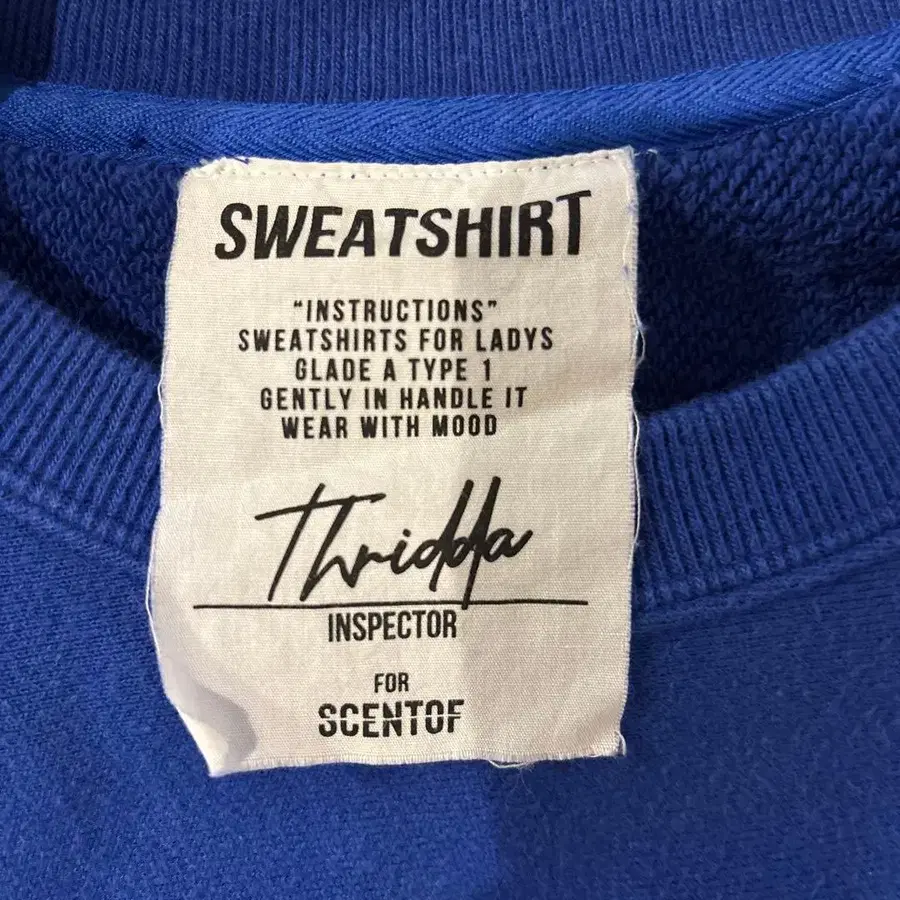 SWEATSHIRT
“INSTRUCTIONS”
SWEATSHIRTS FOR LADYS
GLADE A TYPE 1
GENTLY IN HANDLE IT
WEAR WITH MOOD
Thridda
INSPECTOR
FOR
SCENTOF